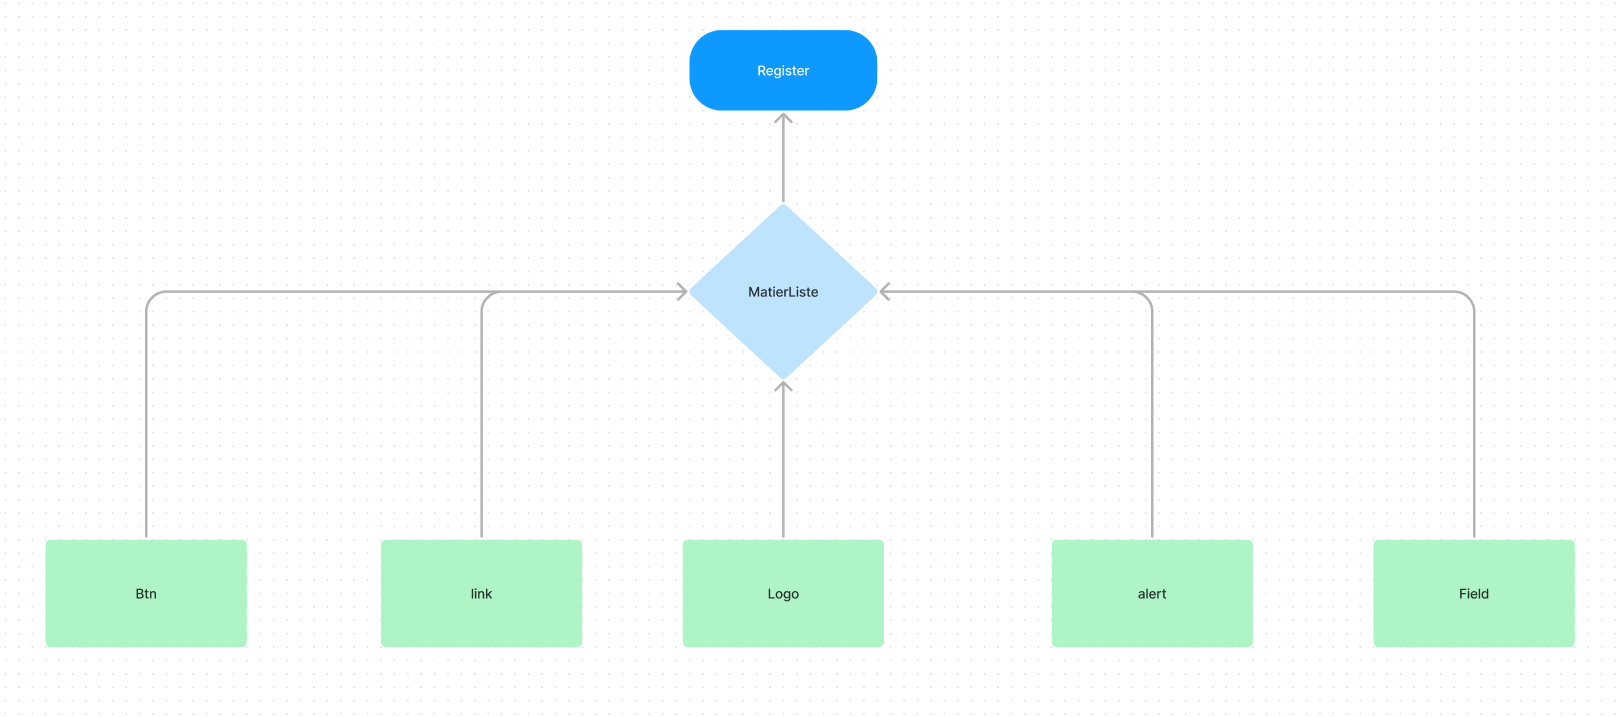 Register
MatierListe
Btn
link
Logo
alert
Field